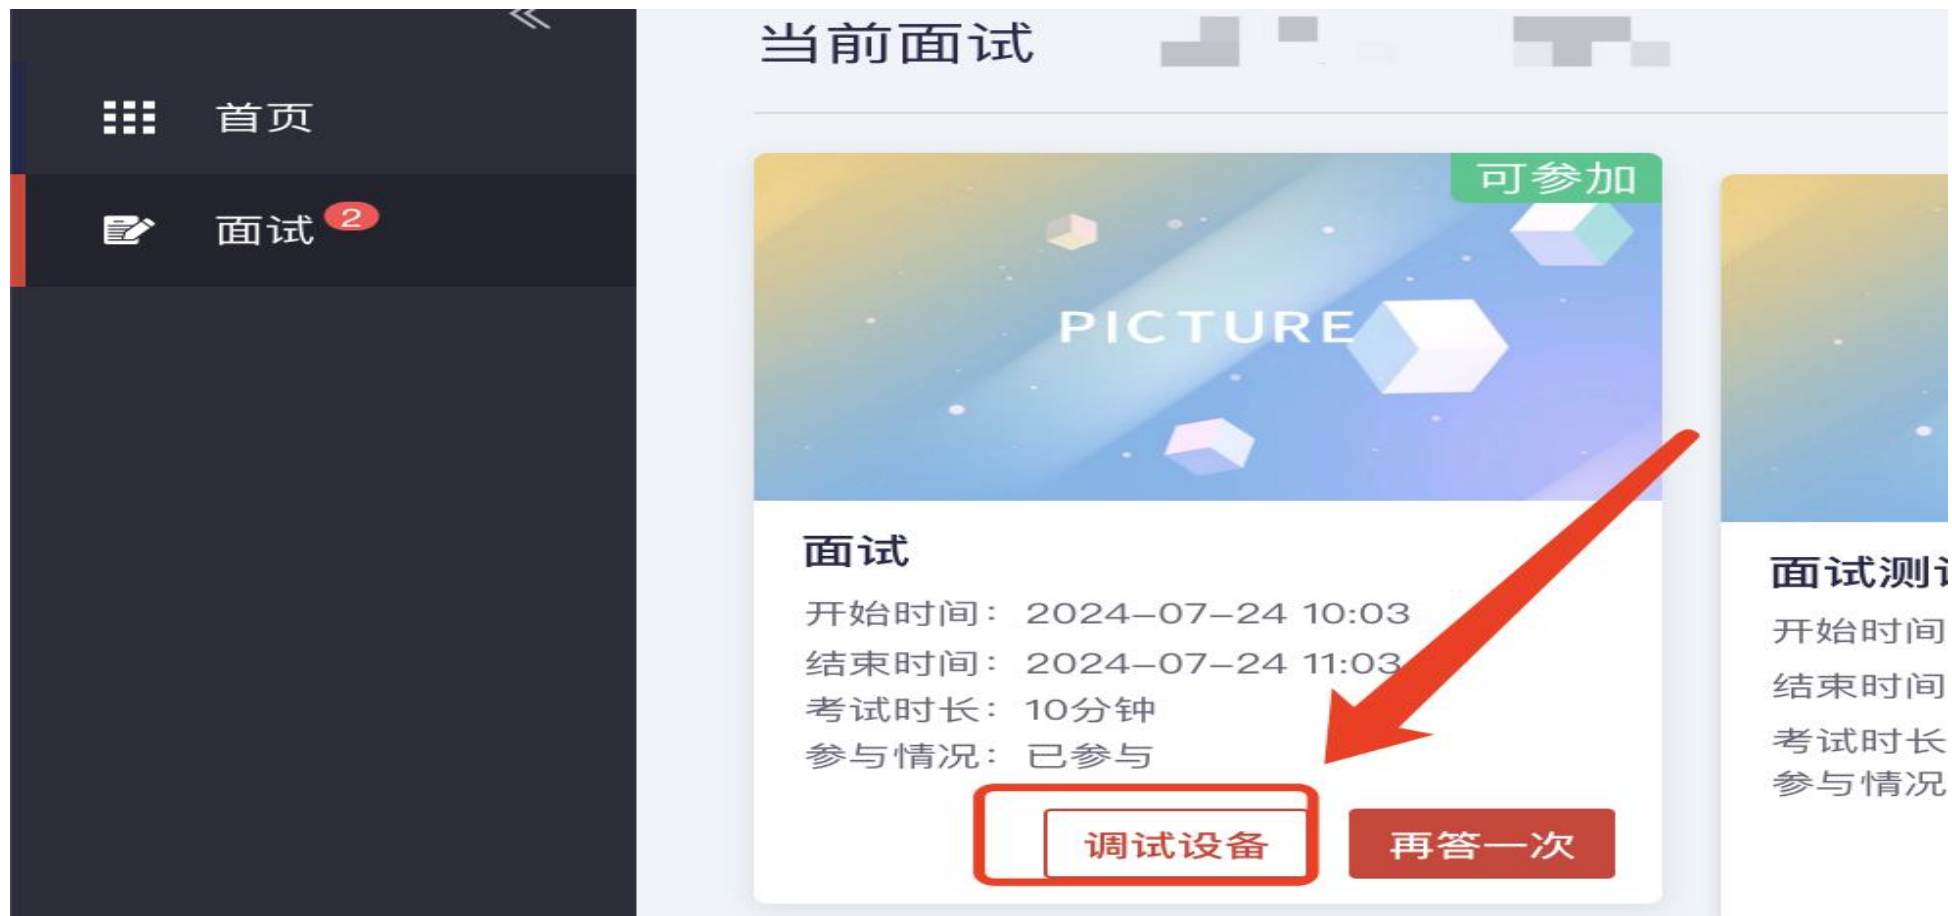 当前面试
首页
面试 2
可参加
PICTURE
面试
开始时间： 2024-07-24 10:03
结束时间： 2024-07-24 11:03
考试时长： 10分钟
参与情况： 已参与
调试设备 再答一次
面试测
开始时间
结束时间
考试时长
参与情况